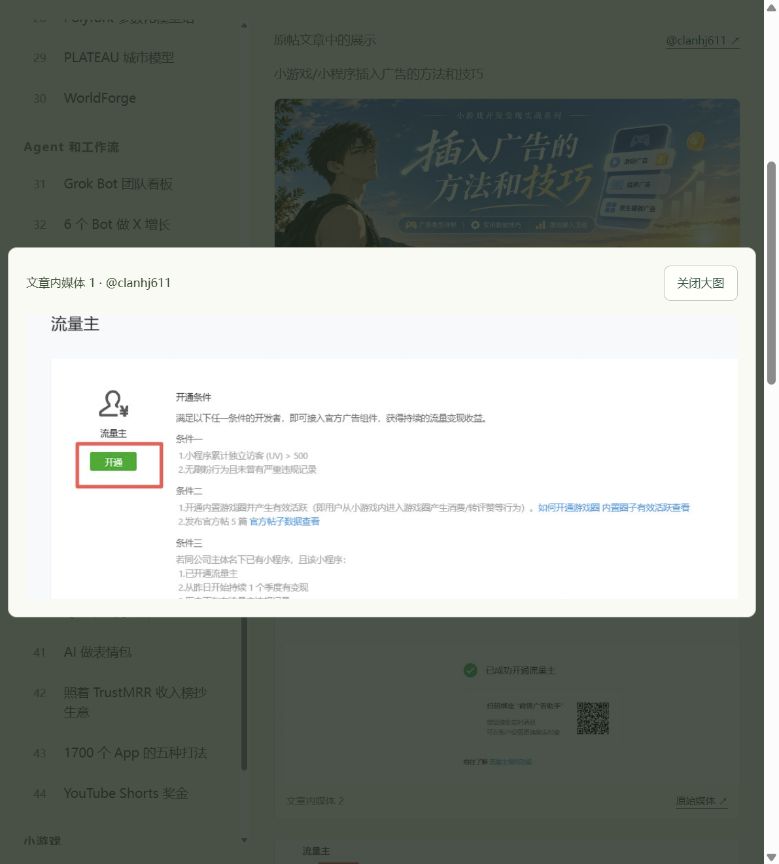 29 PLATEAU 城市模型
30 WorldForge
Agent 和工作流
31 Grok Bot 团队看板
32 6 个 Bot 做 X 增长
原帖文章中的展示
@clanhj611 ↗
小游戏/小程序插入广告的方法和技巧
插入广告的
方法和技巧
文章内媒体 1 · @clanhj611
关闭大图
流量主
流量主
开通
开通条件
满足以下任一条件的开发者，即可接入官方广告组件，获得持续的流量变现收益。
条件一
1.小程序累计独立访客 (UV) > 500
2.无刷粉行为且未曾有严重违规记录
条件二
1.开通内置游戏圈并产生有效活跃（即用户从小游戏内进入游戏圈产生消费/转评赞等行为）。如何开通游戏圈 内置圈子有效活跃查看
2.发布官方帖 5 篇 官方帖子数据查看
条件三
若同公司主体名下已有小程序，且该小程序：
1.已开通流量主
2.从昨日开始持续 1 个季度有变现
41 AI 做表情包
42 照着 TrustMRR 收入榜抄
生意
43 1700 个 App 的五种打法
44 YouTube Shorts 奖金
小游戏
已成功开通流量主
文章内媒体 2
原始媒体 ↗
流量主